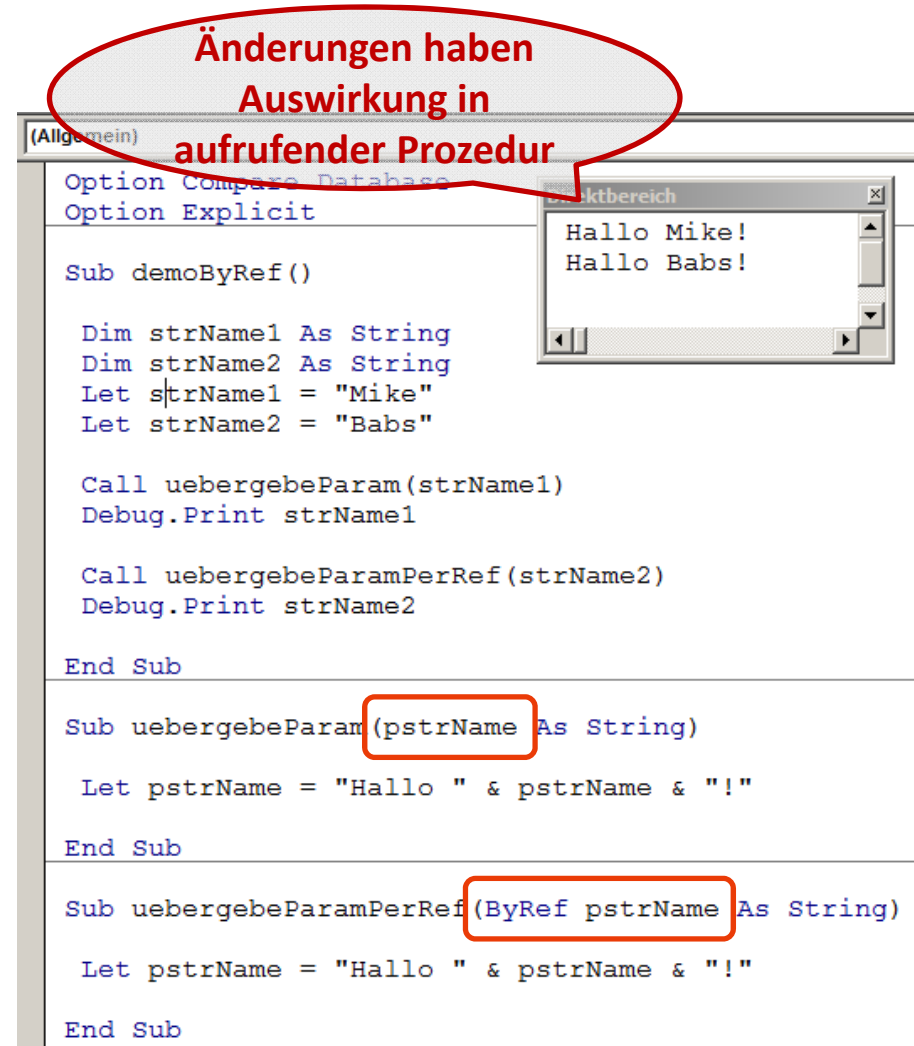 Änderungen haben
Auswirkung in
aufrufender Prozedur
(Allgemein)
Option Compare Database
Option Explicit
Direktbereich
Hallo Mike!
Hallo Babs!
Sub demoByRef()
Dim strName1 As String
Dim strName2 As String
Let strName1 = "Mike"
Let strName2 = "Babs"
Call uebergebeParam(strName1)
Debug.Print strName1
Call uebergebeParamPerRef(strName2)
Debug.Print strName2
End Sub
Sub uebergebeParam(pstrName As String)
Let pstrName = "Hallo " & pstrName & "!"
End Sub
Sub uebergebeParamPerRef(ByRef pstrName As String)
Let pstrName = "Hallo " & pstrName & "!"
End Sub